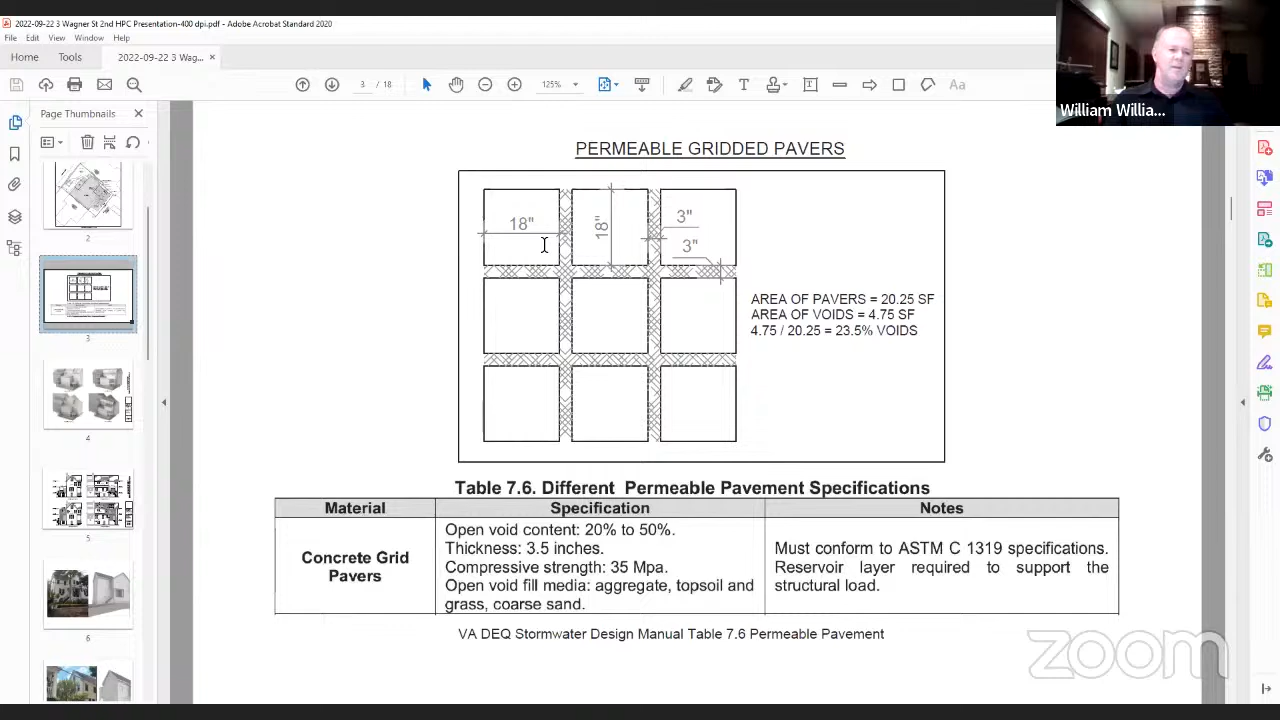 2022-09-22 3 Wagner St 2nd HPC Presentation-400 dpi.pdf - Adobe Acrobat Standard 2020
File Edit View Window Help
Home Tools 2022-09-22 3 Wag... ×
3 / 18 125%
Aa
William Willia...
Page Thumbnails ×
2
3
4
5
6
PERMEABLE GRIDDED PAVERS
18"
18"
3"
3"
AREA OF PAVERS = 20.25 SF
AREA OF VOIDS = 4.75 SF
4.75 / 20.25 = 23.5% VOIDS
Table 7.6. Different Permeable Pavement Specifications
Material Specification Notes
Concrete Grid
Pavers
Open void content: 20% to 50%.
Thickness: 3.5 inches.
Compressive strength: 35 Mpa.
Open void fill media: aggregate, topsoil and
grass, coarse sand.
Must conform to ASTM C 1319 specifications.
Reservoir layer required to support the
structural load.
VA DEQ Stormwater Design Manual Table 7.6 Permeable Pavement
zoom